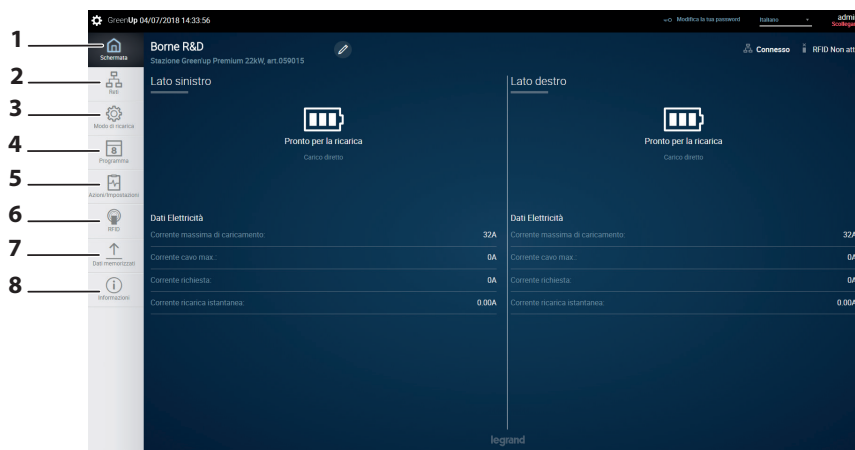 GreenUp 04/07/2018 14:33:56
Modifica la tua password
Italiano
admi
Scollegar
1
Schermata
2
Reti
3
Modo di ricarica
4
8
Programma
5
Azioni/Impostazioni
6
RFID
7
Dati memorizzati
8
Informazioni
Borne R&D
Stazione Green'up Premium 22kW, art.059015
Connesso
RFID Non att
Lato sinistro
Pronto per la ricarica
Carico diretto
Dati Elettricità
Corrente massima di caricamento: 32A
Corrente cavo max.: 0A
Corrente richiesta: 0A
Corrente ricarica istantanea: 0.00A
Lato destro
Pronto per la ricarica
Carico diretto
Dati Elettricità
Corrente massima di caricamento: 32A
Corrente cavo max.: 0A
Corrente richiesta: 0A
Corrente ricarica istantanea: 0.00A
legrand